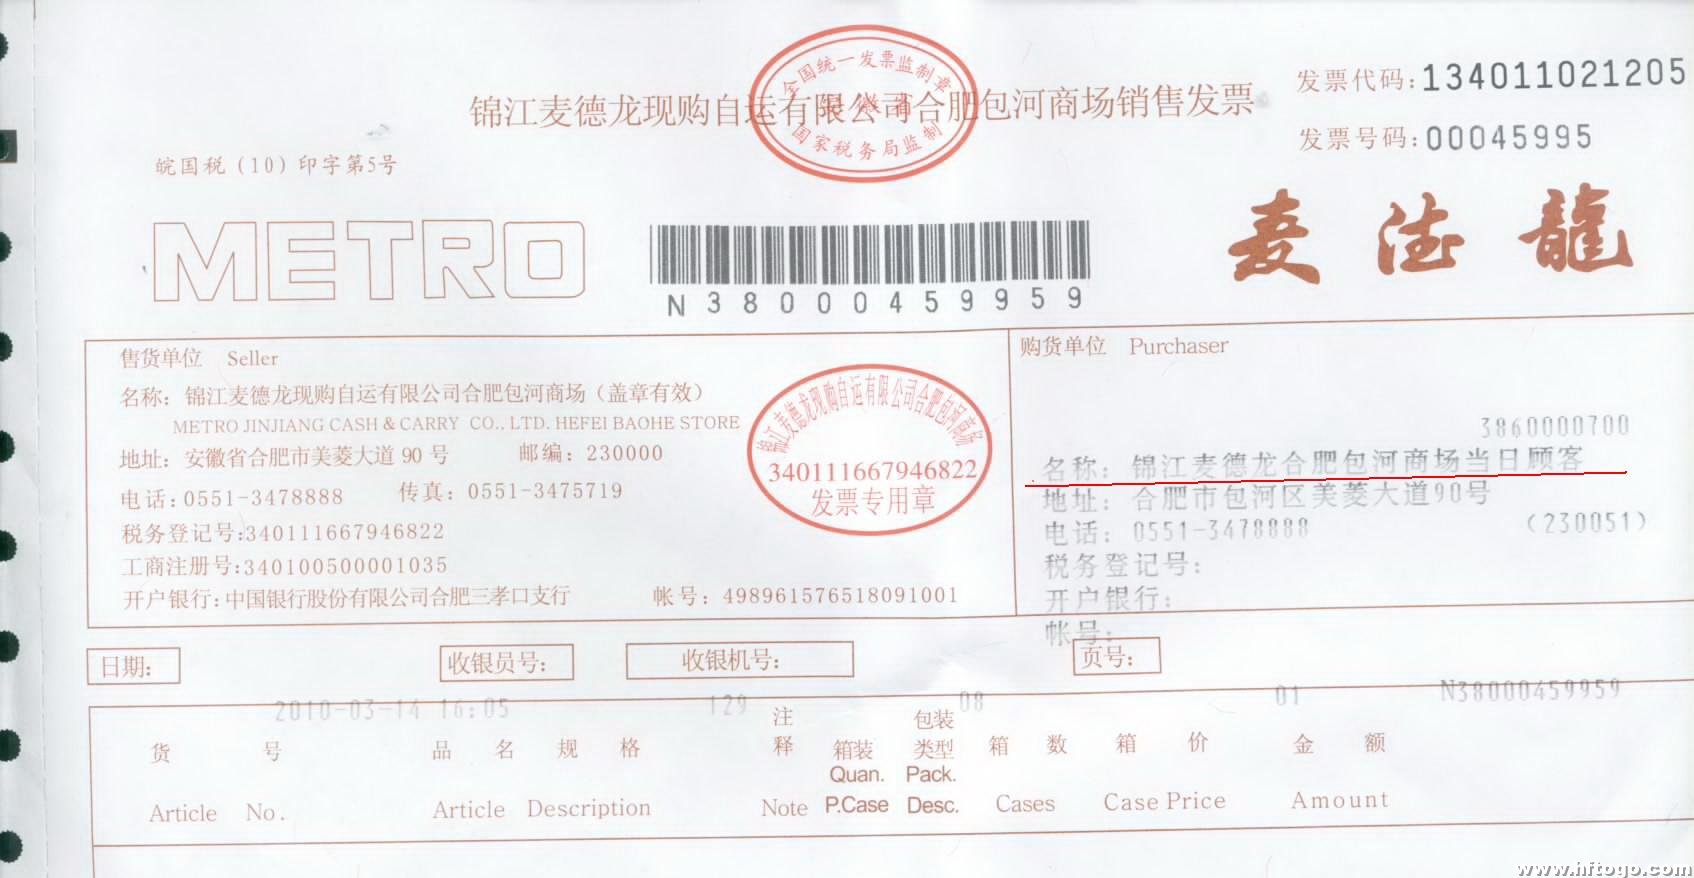 全国统一发票监制章
安徽省
国家税务局监制
锦江麦德龙现购自运有限公司合肥包河商场销售发票
发票代码:134011021205
发票号码:00045995
皖国税(10)印字第5号
METRO
N38000459959
麦德龍
售货单位 Seller
名称: 锦江麦德龙现购自运有限公司合肥包河商场(盖章有效)
METRO JINJIANG CASH & CARRY CO., LTD. HEFEI BAOHE STORE
地址: 安徽省合肥市美菱大道 90 号 邮编: 230000
电话:0551-3478888 传真: 0551-3475719
税务登记号:340111667946822
工商注册号:340100500001035
开户银行:中国银行股份有限公司合肥三孝口支行 帐号: 498961576518091001
锦江麦德龙现购自运有限公司合肥包河商场
340111667946822
发票专用章
购货单位 Purchaser
3860000700
名称: 锦江麦德龙合肥包河商场当日顾客
地址: 合肥市包河区美菱大道90号
电话: 0551-3478888 (230051)
税务登记号:
开户银行:
帐号:
日期: 收银员号: 收银机号: 页号:
2010-03-14 16:05 129 08 01 N38000459959
货号 品名规格 注释 箱装 包装类型 箱数 箱价 金额
Article No. Article Description Note Quan. P.Case Pack. Desc. Cases Case Price Amount
www.hftogo.com